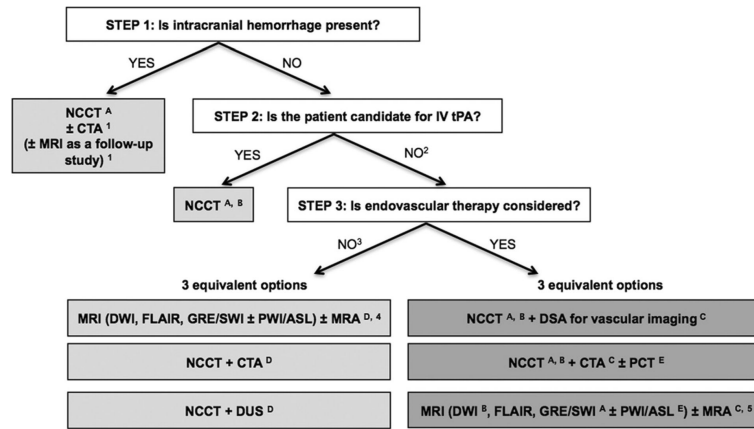 STEP 1: Is intracranial hemorrhage present?
YES
NO
NCCT A
± CTA 1
(± MRI as a follow-up
study) 1
STEP 2: Is the patient candidate for IV tPA?
YES
NO2
NCCT A, B
STEP 3: Is endovascular therapy considered?
NO3
YES
3 equivalent options
3 equivalent options
MRI (DWI, FLAIR, GRE/SWI ± PWI/ASL) ± MRA D, 4
NCCT A, B + DSA for vascular imaging C
NCCT + CTA D
NCCT A, B + CTA C ± PCT E
NCCT + DUS D
MRI (DWI B, FLAIR, GRE/SWI A ± PWI/ASL E) ± MRA C, 5